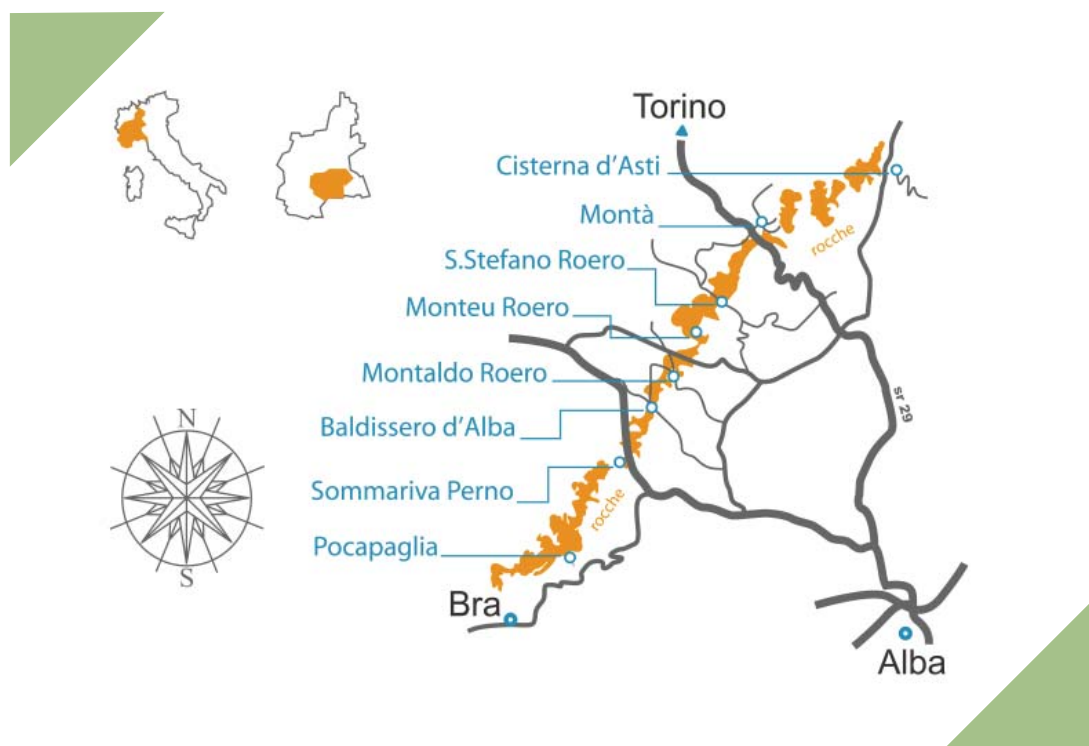 Torino
Cisterna d'Asti
Montà
rocche
S.Stefano Roero
Monteu Roero
Montaldo Roero
sr 29
Baldissero d'Alba
N
Sommariva Perno
rocche
Pocapaglia
S
Bra
Alba